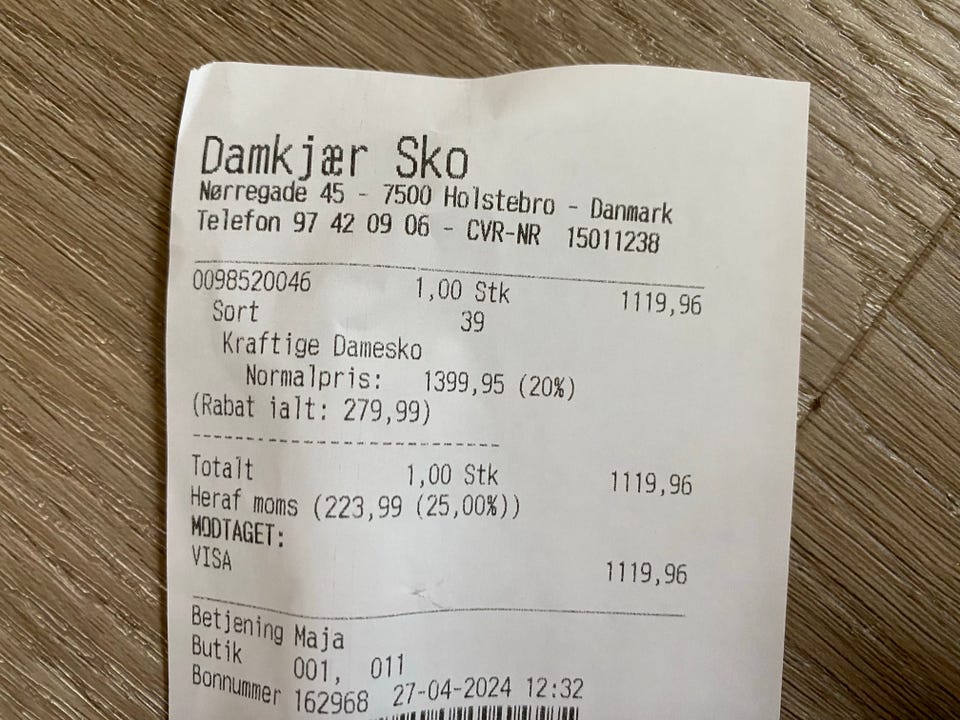 Damkjær Sko
Nørregade 45 - 7500 Holstebro - Danmark
Telefon 97 42 09 06 - CVR-NR 15011238
0098520046 1,00 Stk 1119,96
Sort 39
Kraftige Damesko
Normalpris: 1399,95 (20%)
(Rabat ialt: 279,99)
Totalt 1,00 Stk 1119,96
Heraf moms (223,99 (25,00%))
MODTAGET:
VISA 1119,96
Betjening Maja
Butik 001, 011
Bonnummer 162968 27-04-2024 12:32